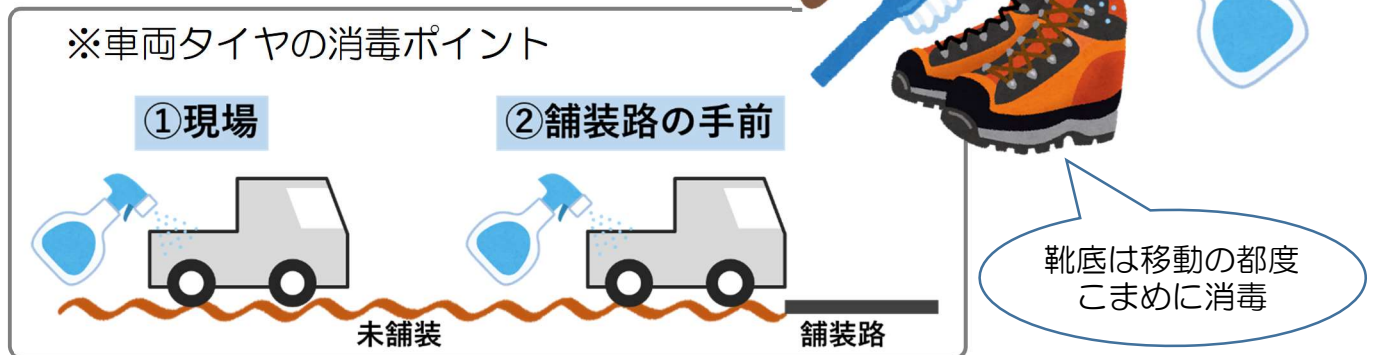 ※車両タイヤの消毒ポイント
①現場
②舗装路の手前
未舗装
舗装路
靴底は移動の都度
こまめに消毒